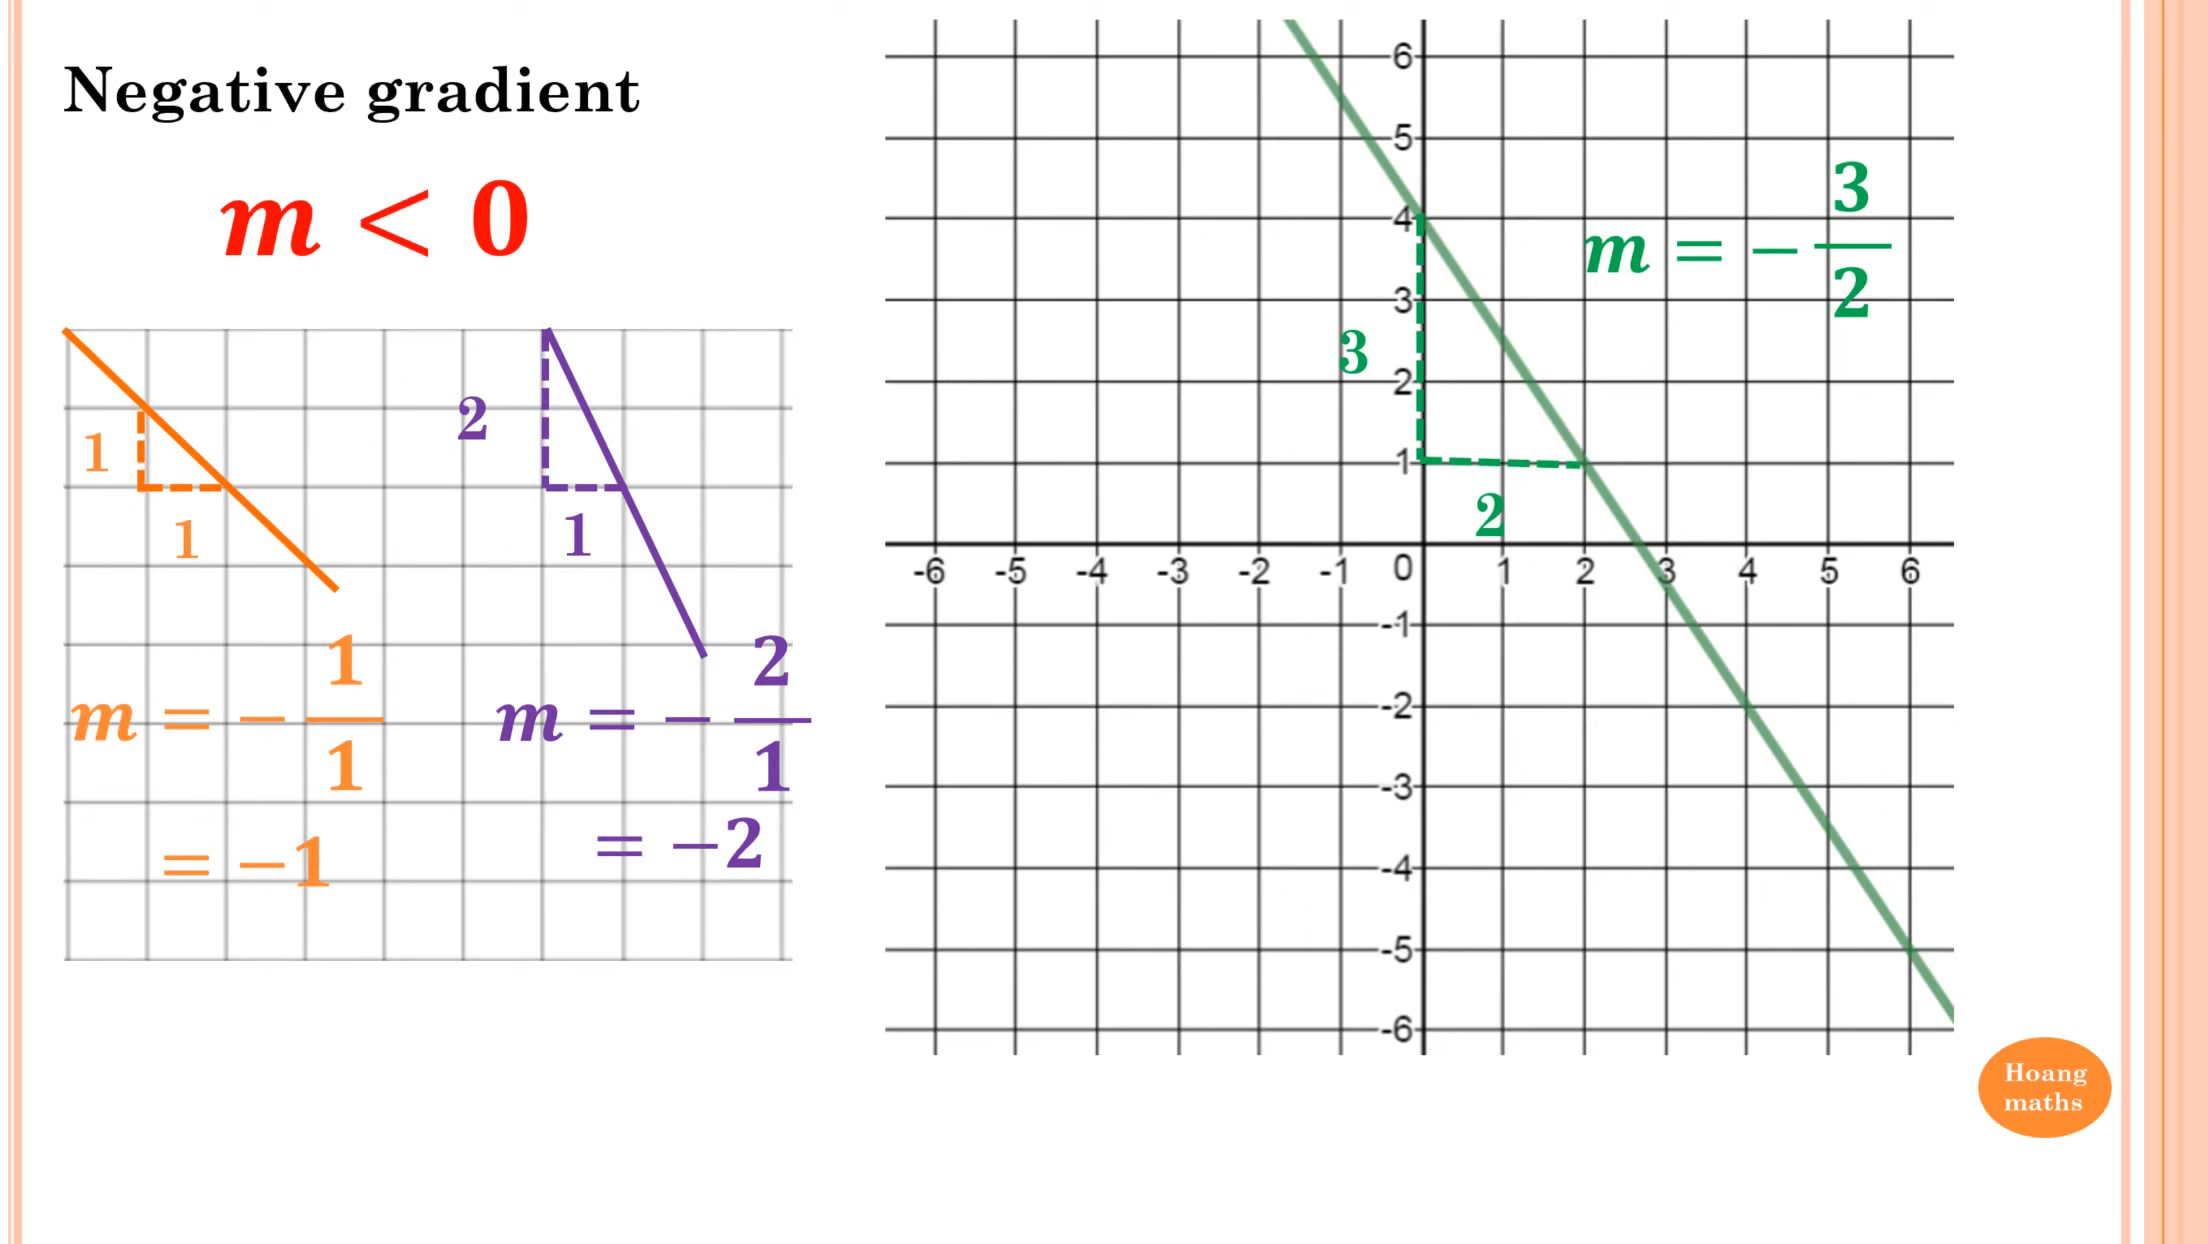 Negative gradient
m < 0
1
1
m = − 1/1
= −1
2
1
m = − 2/1
= −2
6
5
4
3
2
1
-6 -5 -4 -3 -2 -1 0 1 2 3 4 5 6
-1
-2
-3
-4
-5
-6
3
2
m = − 3/2
Hoang
maths